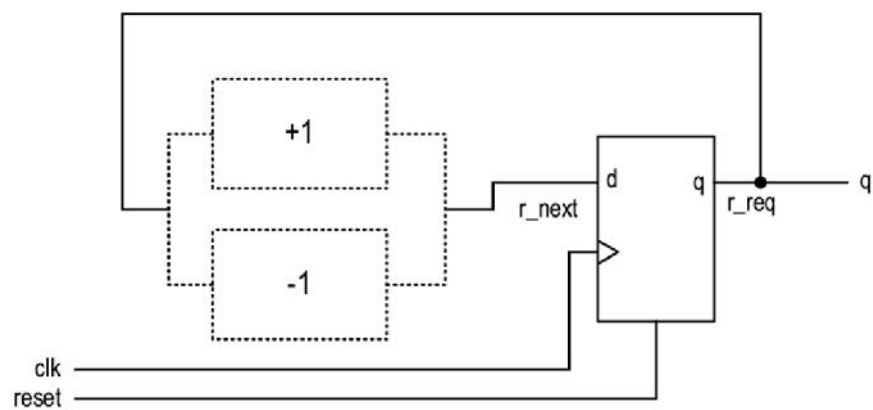 +1
d
q
q
r_next
r_req
-1
clk
reset